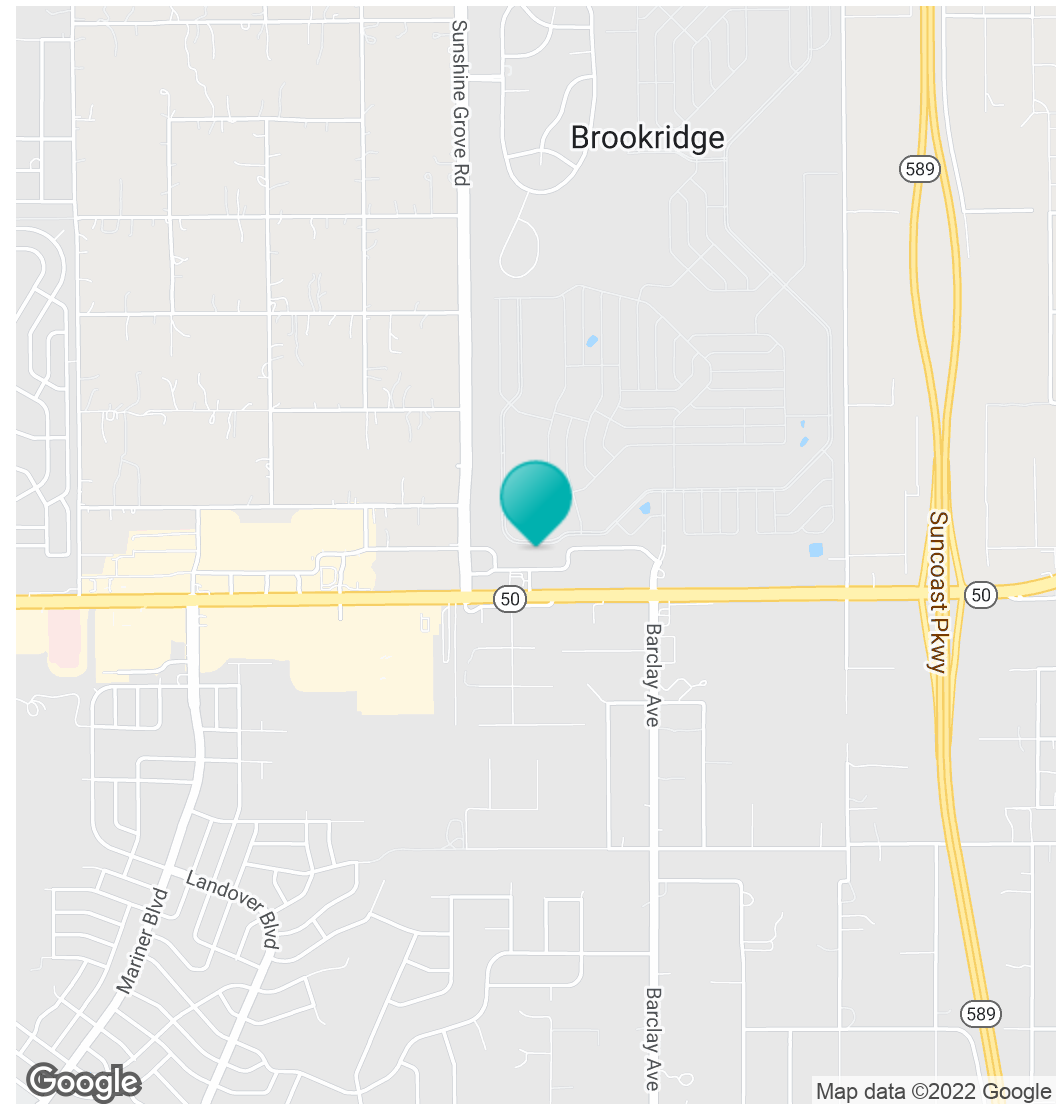 Sunshine Grove Rd
Brookridge
589
Suncoast Pkwy
50
50
Barclay Ave
Landover Blvd
Mariner Blvd
Barclay Ave
589
Google
Map data ©2022 Google